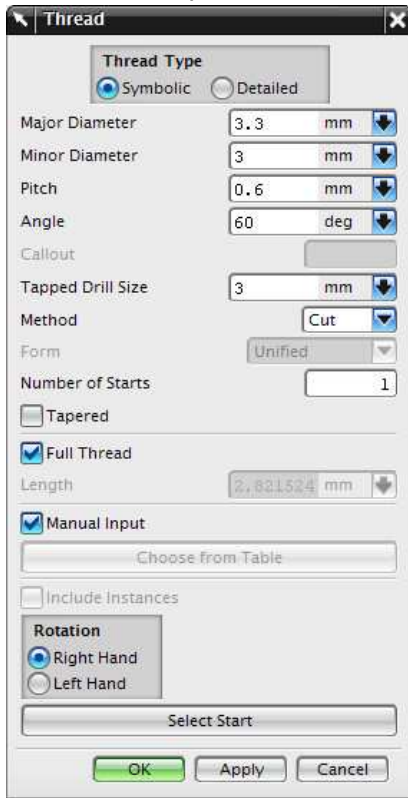 Thread
Thread Type
Symbolic Detailed
Major Diameter 3.3 mm
Minor Diameter 3 mm
Pitch 0.6 mm
Angle 60 deg
Callout
Tapped Drill Size 3 mm
Method Cut
Form Unified
Number of Starts 1
Tapered
Full Thread
Length 2.821524 mm
Manual Input
Choose from Table
Include Instances
Rotation
Right Hand
Left Hand
Select Start
OK Apply Cancel